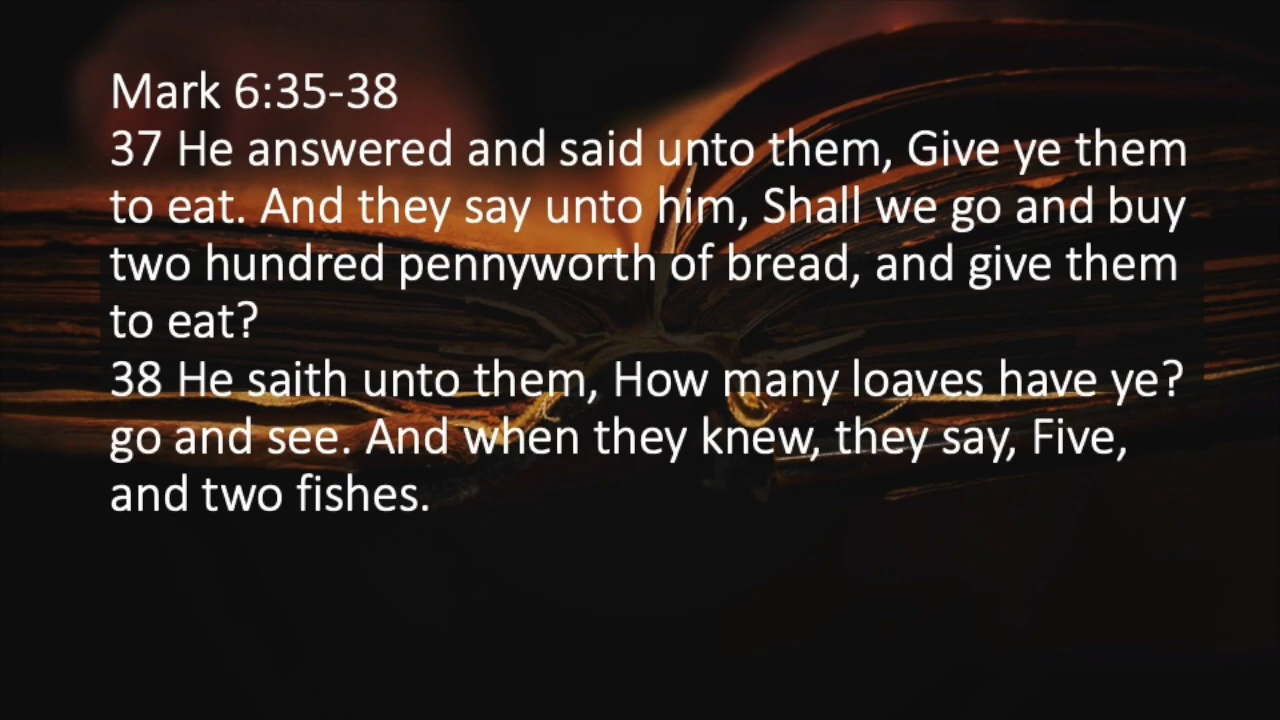 Mark 6:35-38
37 He answered and said unto them, Give ye them
to eat. And they say unto him, Shall we go and buy
two hundred pennyworth of bread, and give them
to eat?
38 He saith unto them, How many loaves have ye?
go and see. And when they knew, they say, Five,
and two fishes.